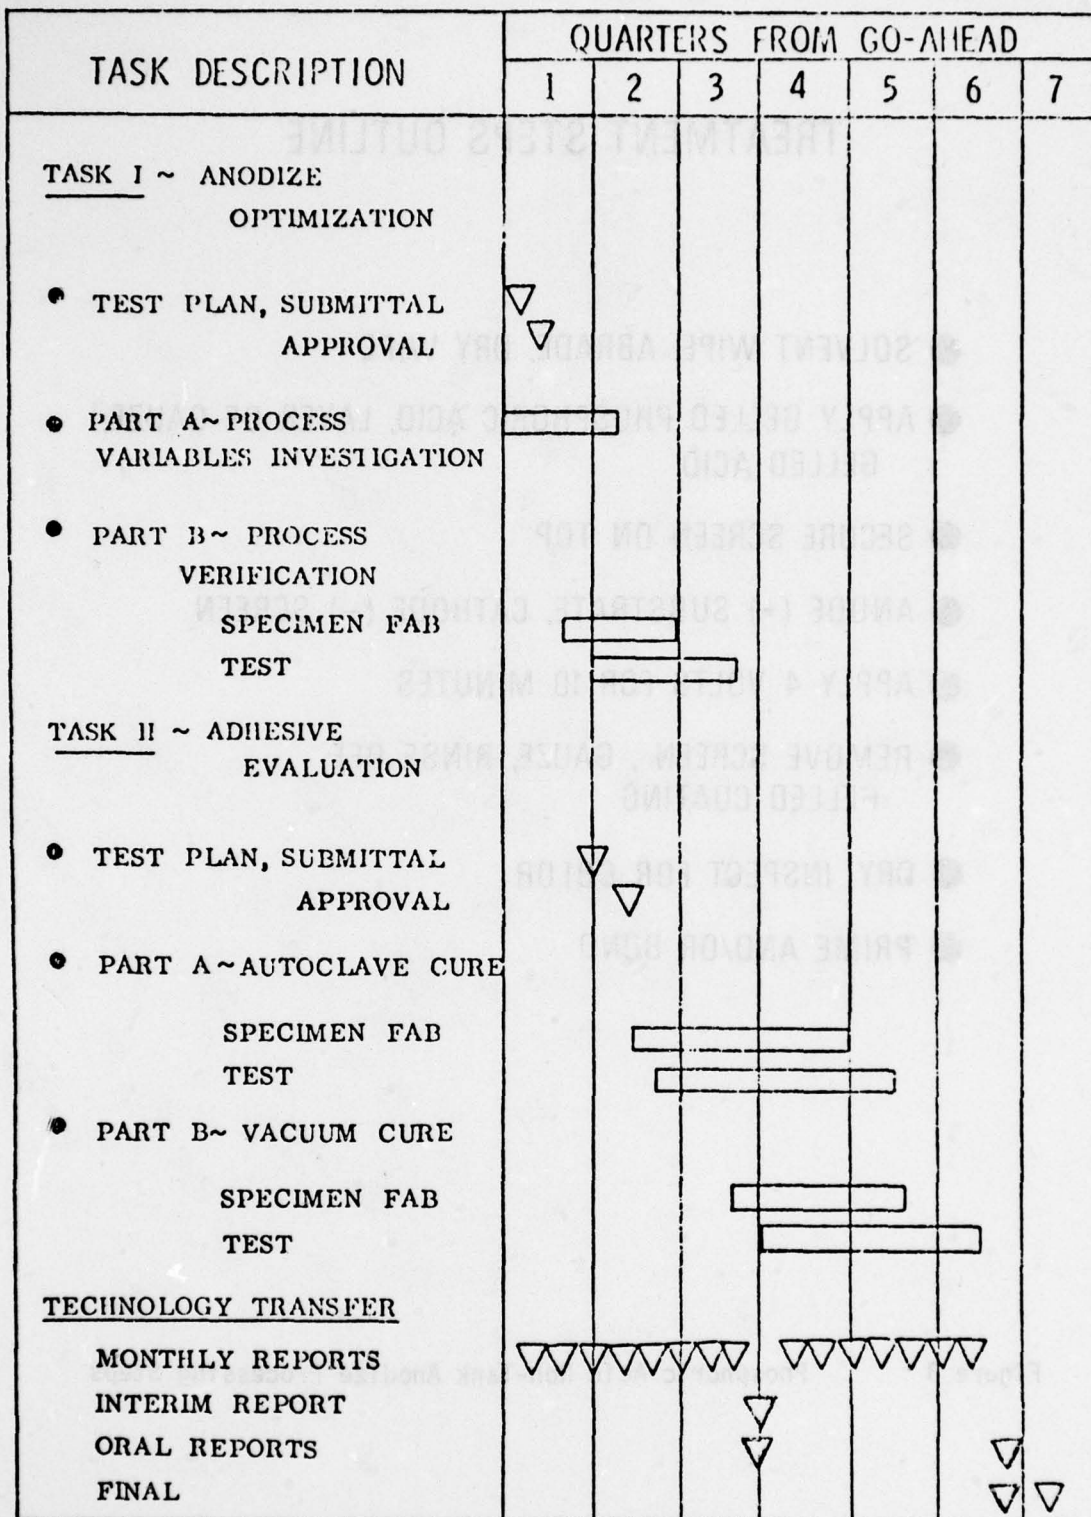 TASK DESCRIPTION
QUARTERS FROM GO-AHEAD
1 2 3 4 5 6 7
TASK I ~ ANODIZE
OPTIMIZATION
• TEST PLAN, SUBMITTAL
APPROVAL
• PART A~PROCESS
VARIABLES INVESTIGATION
• PART B~ PROCESS
VERIFICATION
SPECIMEN FAB
TEST
TASK II ~ ADHESIVE
EVALUATION
• TEST PLAN, SUBMITTAL
APPROVAL
• PART A~AUTOCLAVE CURE
SPECIMEN FAB
TEST
• PART B~ VACUUM CURE
SPECIMEN FAB
TEST
TECHNOLOGY TRANSFER
MONTHLY REPORTS
INTERIM REPORT
ORAL REPORTS
FINAL